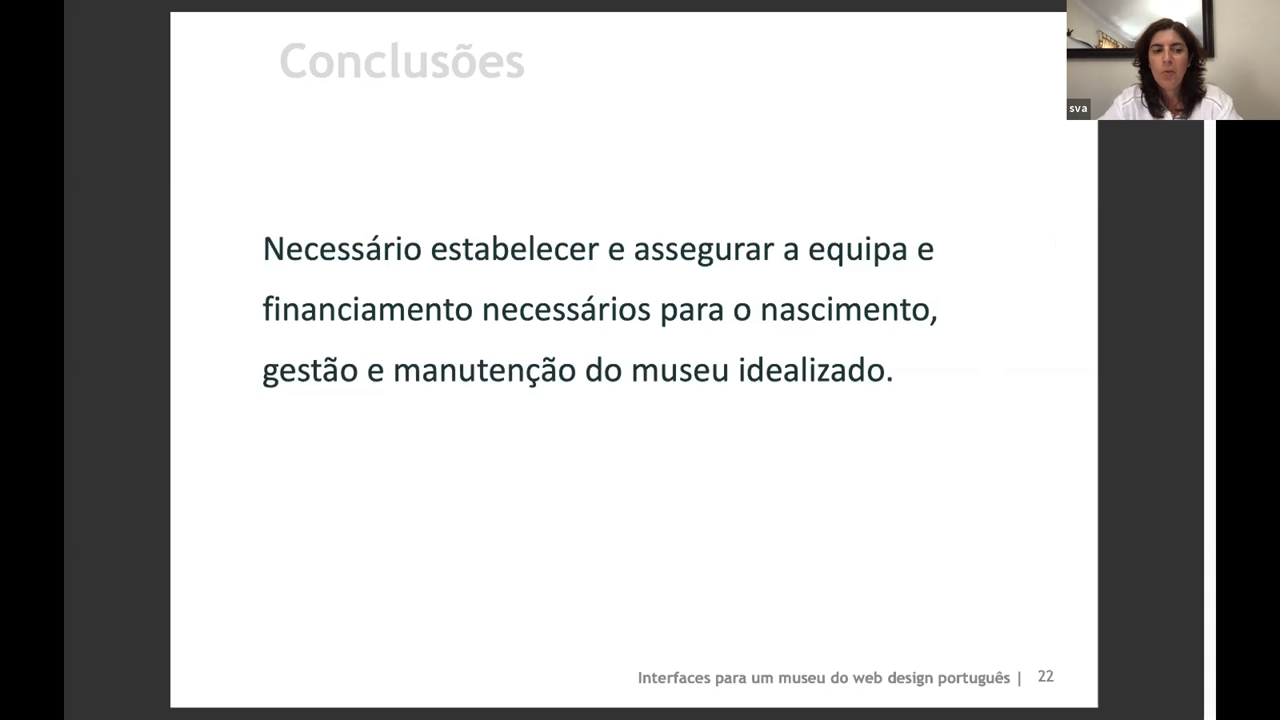 Conclusões
sva
Necessário estabelecer e assegurar a equipa e
financiamento necessários para o nascimento,
gestão e manutenção do museu idealizado.
Interfaces para um museu do web design português | 22